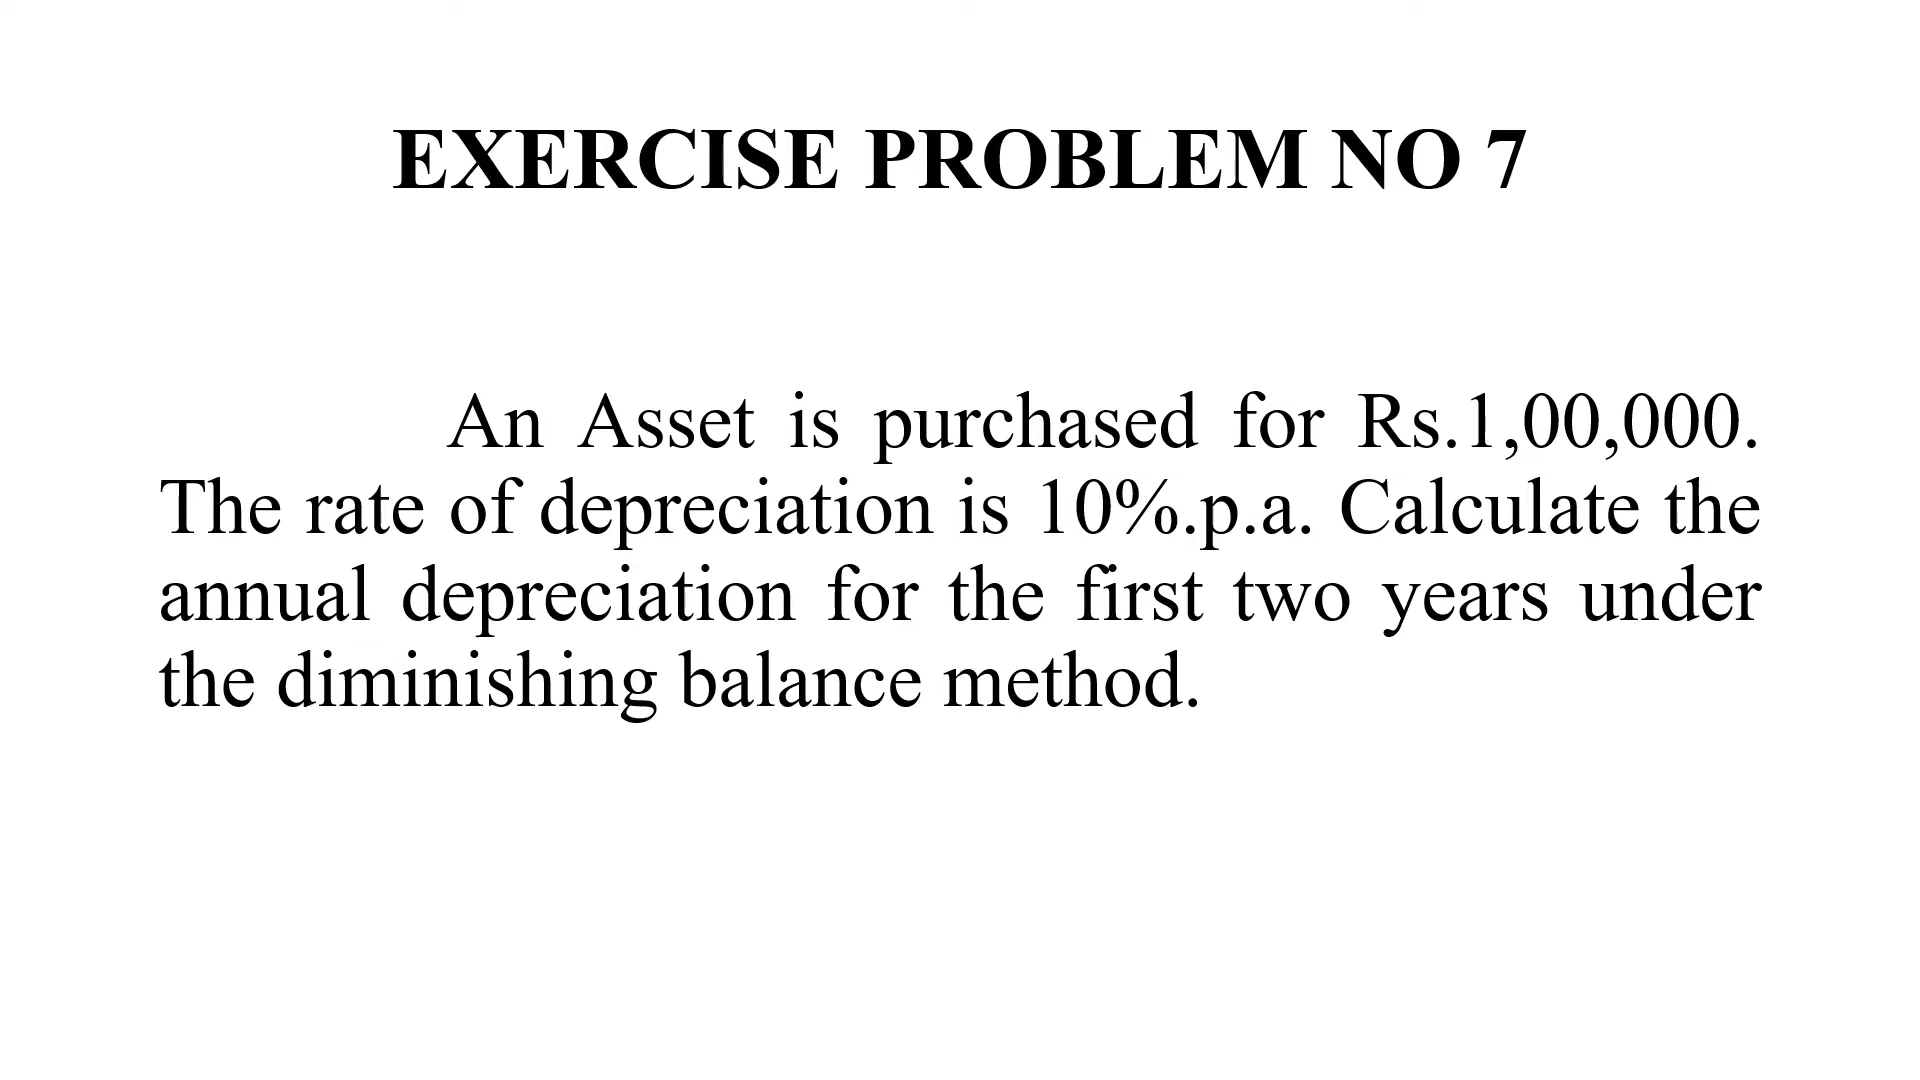 EXERCISE PROBLEM NO 7
An Asset is purchased for Rs.1,00,000.
The rate of depreciation is 10%.p.a. Calculate the
annual depreciation for the first two years under
the diminishing balance method.